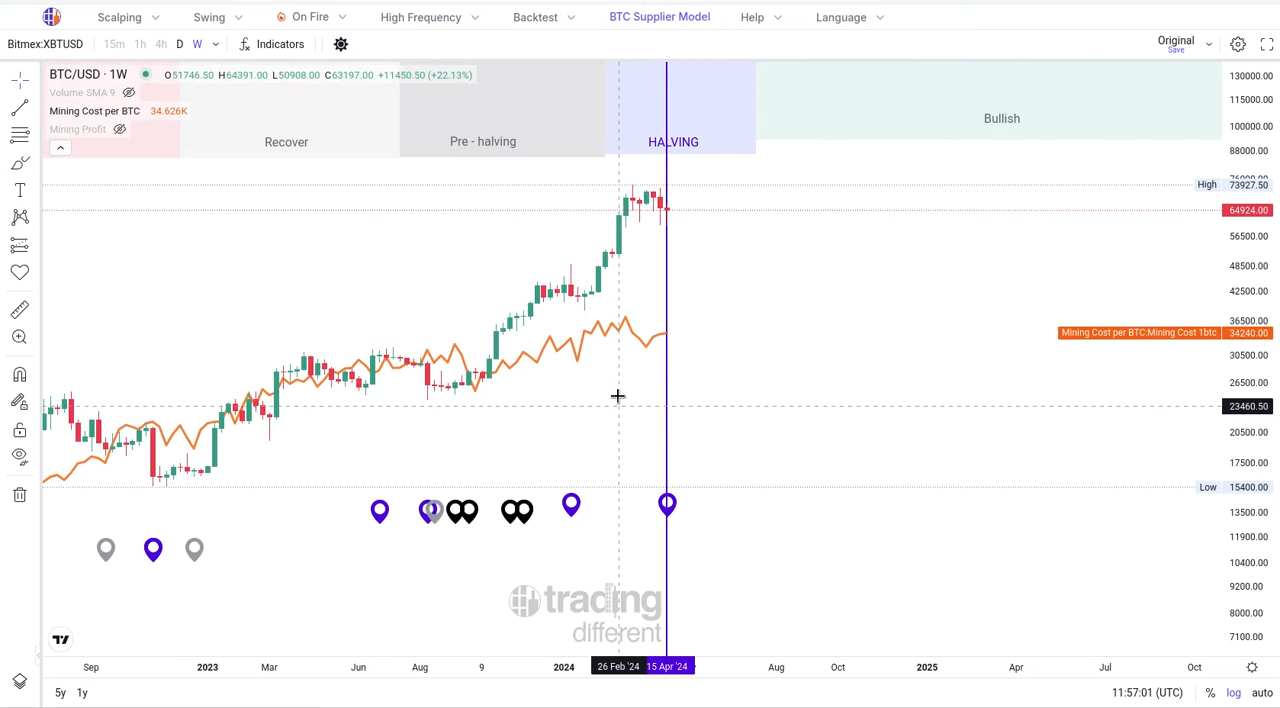 Scalping Swing On Fire High Frequency Backtest BTC Supplier Model Help Language
Bitmex:XBTUSD 15m 1h 4h D W Indicators Original
Save
BTC/USD · 1W O51746.50 H64391.00 L50908.00 C63197.00 +11450.50 (+22.13%)
Volume SMA 9
Mining Cost per BTC 34.626K
Mining Profit
Recover
Pre - halving
HALVING
Bullish
130000.00
115000.00
100000.00
88000.00
High 73927.50
64924.00
56500.00
48500.00
42500.00
36500.00
Mining Cost per BTC:Mining Cost 1btc 34240.00
30500.00
26500.00
23460.50
20500.00
17500.00
Low 15400.00
13500.00
11900.00
10400.00
9200.00
8000.00
7100.00
trading
different
Sep 2023 Mar Jun Aug 9 2024 26 Feb '24 15 Apr '24 Aug Oct 2025 Apr Jul Oct
5y 1y 11:57:01 (UTC) % log auto